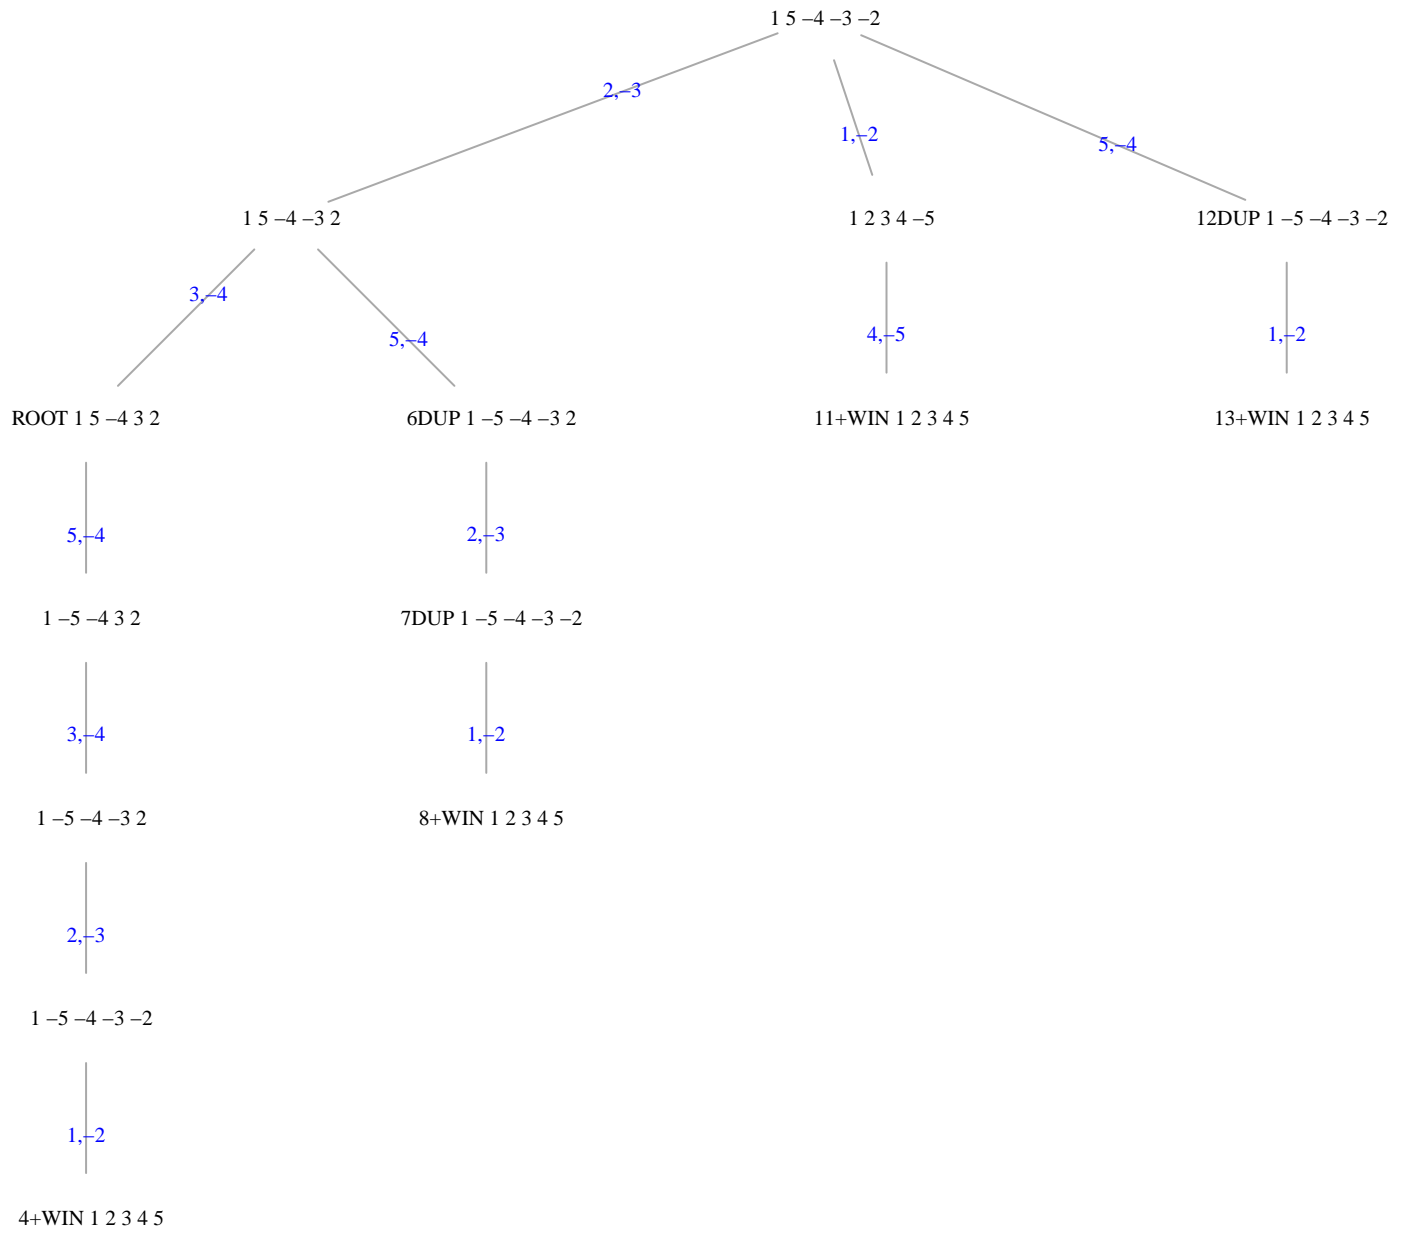 1 5 –4 –3 –2
2,–3
1,–2
5,–4
1 5 –4 –3 2
1 2 3 4 –5
12DUP 1 –5 –4 –3 –2
3,–4
5,–4
4,–5
1,–2
ROOT 1 5 –4 3 2
6DUP 1 –5 –4 –3 2
11+WIN 1 2 3 4 5
13+WIN 1 2 3 4 5
5,–4
2,–3
1 –5 –4 3 2
7DUP 1 –5 –4 –3 –2
3,–4
1,–2
1 –5 –4 –3 2
8+WIN 1 2 3 4 5
2,–3
1 –5 –4 –3 –2
1,–2
4+WIN 1 2 3 4 5